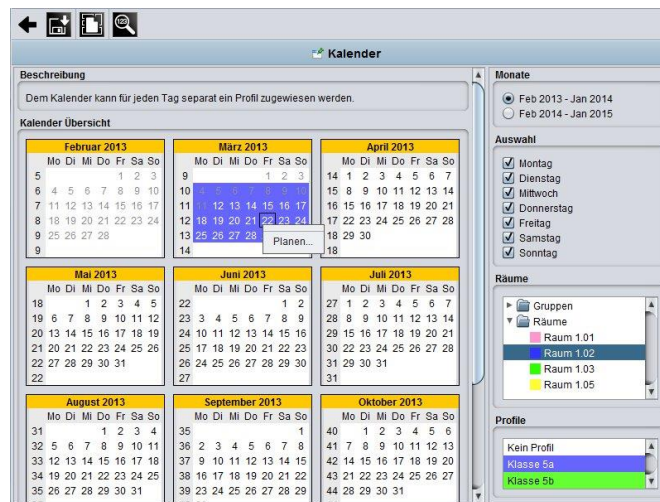 Kalender
Beschreibung
Dem Kalender kann für jeden Tag separat ein Profil zugewiesen werden.
Kalender Übersicht
Februar 2013
Mo Di Mi Do Fr Sa So
5 1 2 3
6 4 5 6 7 8 9 10
7 11 12 13 14 15 16 17
8 18 19 20 21 22 23 24
9 25 26 27 28
9
März 2013
Mo Di Mi Do Fr Sa So
9 1 2 3
10 4 5 6 7 8 9 10
11 11 12 13 14 15 16 17
12 18 19 20 21 22 23 24
13 25 26 27 28
14
Planen...
April 2013
Mo Di Mi Do Fr Sa So
14 1 2 3 4 5 6 7
15 8 9 10 11 12 13 14
16 15 16 17 18 19 20 21
17 22 23 24 25 26 27 28
18 29 30
18
Mai 2013
Mo Di Mi Do Fr Sa So
18 1 2 3 4 5
19 6 7 8 9 10 11 12
20 13 14 15 16 17 18 19
21 20 21 22 23 24 25 26
22 27 28 29 30 31
22
Juni 2013
Mo Di Mi Do Fr Sa So
22 1 2
23 3 4 5 6 7 8 9
24 10 11 12 13 14 15 16
25 17 18 19 20 21 22 23
26 24 25 26 27 28 29 30
27
Juli 2013
Mo Di Mi Do Fr Sa So
27 1 2 3 4 5 6 7
28 8 9 10 11 12 13 14
29 15 16 17 18 19 20 21
30 22 23 24 25 26 27 28
31 29 30 31
31
August 2013
Mo Di Mi Do Fr Sa So
31 1 2 3 4
32 5 6 7 8 9 10 11
33 12 13 14 15 16 17 18
34 19 20 21 22 23 24 25
35 26 27 28 29 30 31
September 2013
Mo Di Mi Do Fr Sa So
35 1
36 2 3 4 5 6 7 8
37 9 10 11 12 13 14 15
38 16 17 18 19 20 21 22
39 23 24 25 26 27 28 29
Oktober 2013
Mo Di Mi Do Fr Sa So
40 1 2 3 4 5 6
41 7 8 9 10 11 12 13
42 14 15 16 17 18 19 20
43 21 22 23 24 25 26 27
44 28 29 30 31
Monate
Feb 2013 - Jan 2014
Feb 2014 - Jan 2015
Auswahl
Montag
Dienstag
Mittwoch
Donnerstag
Freitag
Samstag
Sonntag
Räume
Gruppen
Räume
Raum 1.01
Raum 1.02
Raum 1.03
Raum 1.05
Profile
Kein Profil
Klasse 5a
Klasse 5b